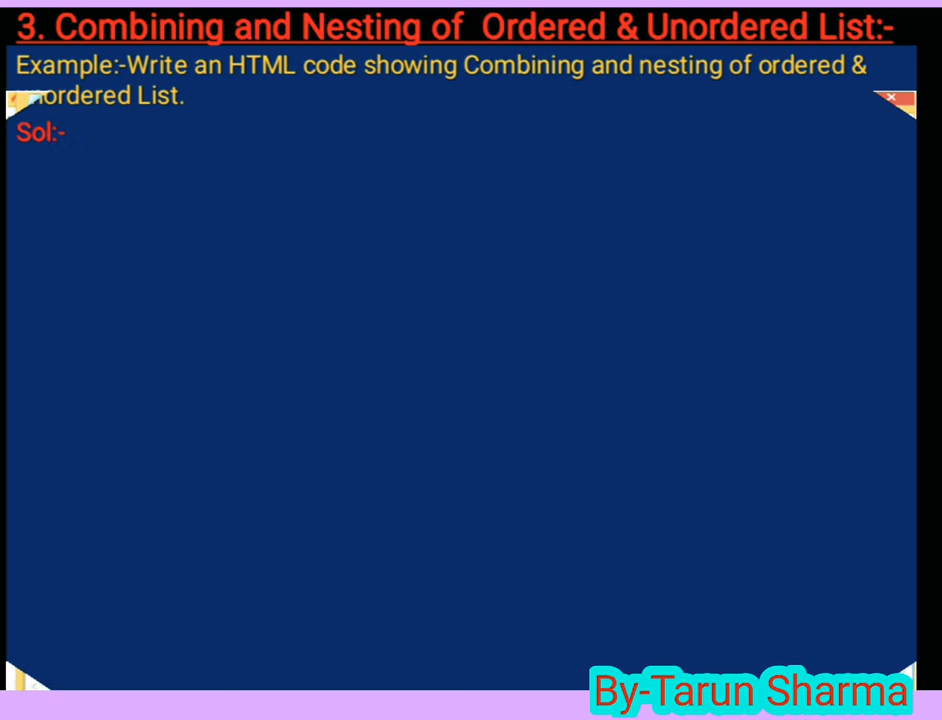 3. Combining and Nesting of Ordered & Unordered List:-
Example:-Write an HTML code showing Combining and nesting of ordered &
unordered List.
Sol:-
By-Tarun Sharma